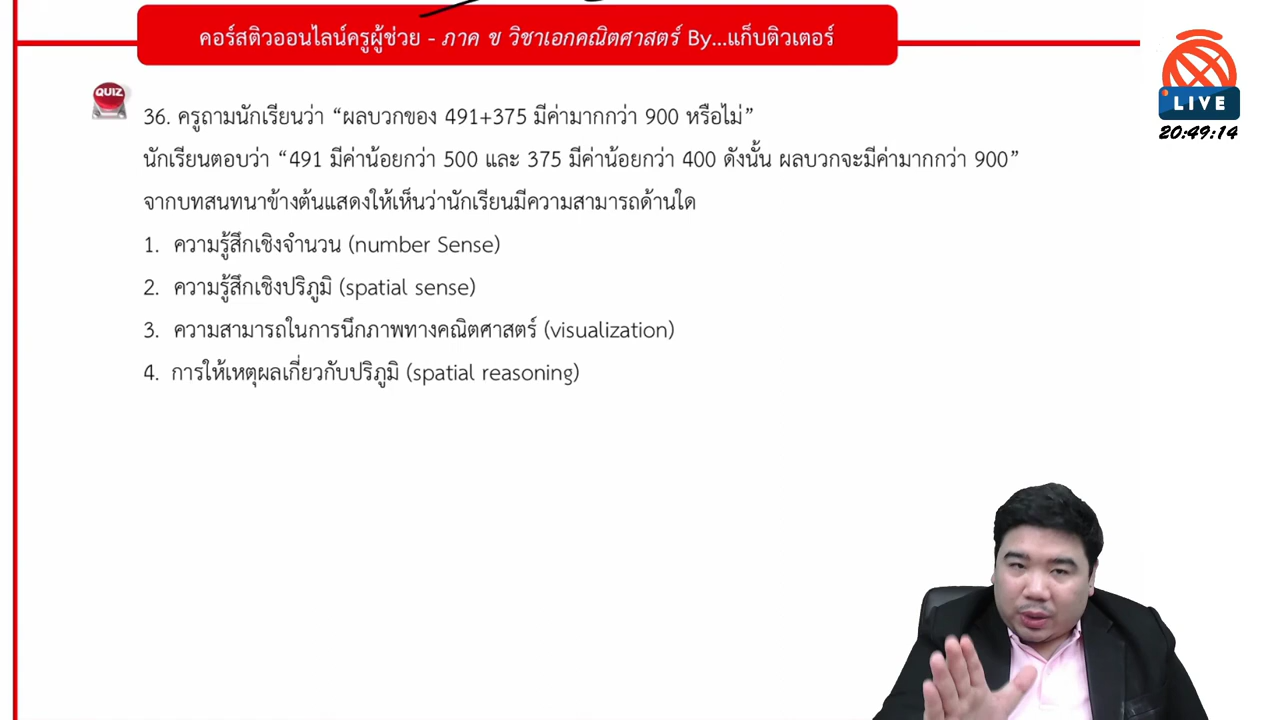 คอร์สติวออนไลน์ครูผู้ช่วย - ภาค ข วิชาเอกคณิตศาสตร์ By...แก็บติวเตอร์
LIVE
20:49:14
QUIZ
36. ครูถามนักเรียนว่า “ผลบวกของ 491+375 มีค่ามากกว่า 900 หรือไม่”
นักเรียนตอบว่า “491 มีค่าน้อยกว่า 500 และ 375 มีค่าน้อยกว่า 400 ดังนั้น ผลบวกจะมีค่ามากกว่า 900”
จากบทสนทนาข้างต้นแสดงให้เห็นว่านักเรียนมีความสามารถด้านใด
1. ความรู้สึกเชิงจำนวน (number Sense)
2. ความรู้สึกเชิงปริภูมิ (spatial sense)
3. ความสามารถในการนึกภาพทางคณิตศาสตร์ (visualization)
4. การให้เหตุผลเกี่ยวกับปริภูมิ (spatial reasoning)